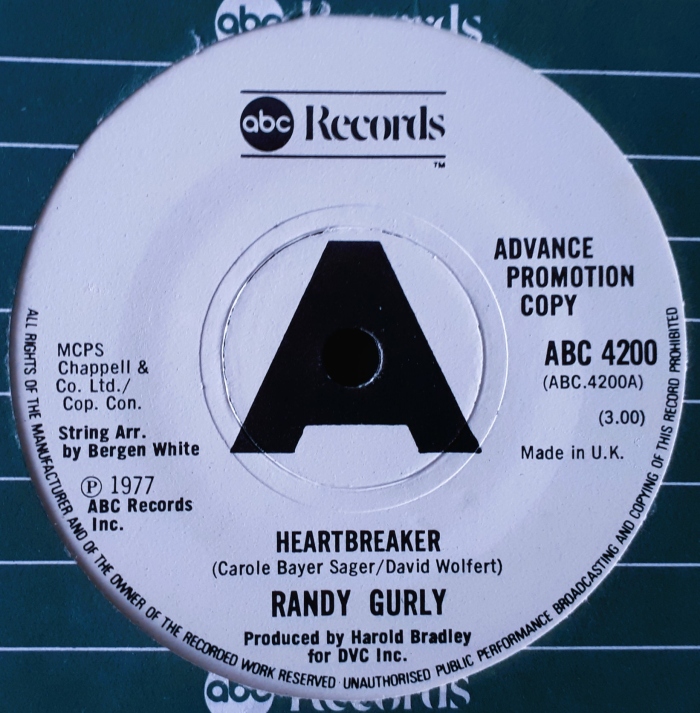 abc Records
abc Records
TM
A
ADVANCE
PROMOTION
COPY
ABC 4200
(ABC.4200A)
(3.00)
Made in U.K.
MCPS
Chappell &
Co. Ltd./
Cop. Con.
String Arr.
by Bergen White
Ⓟ 1977
ABC Records
Inc.
HEARTBREAKER
(Carole Bayer Sager/David Wolfert)
RANDY GURLY
Produced by Harold Bradley
for DVC Inc.
ALL RIGHTS OF THE MANUFACTURER AND OF THE OWNER OF THE RECORDED WORK RESERVED UNAUTHORISED PUBLIC PERFORMANCE BROADCASTING AND COPYING OF THIS RECORD PROHIBITED
abc Records